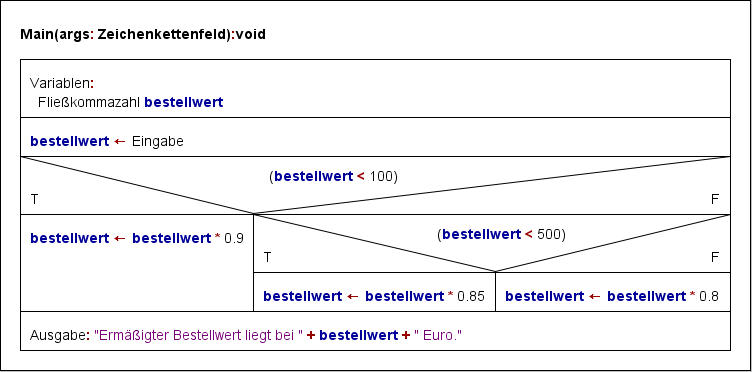 Main(args: Zeichenkettenfeld):void
Variablen:
Fließkommazahl bestellwert
bestellwert ← Eingabe
(bestellwert < 100)
T
F
bestellwert ← bestellwert * 0.9
(bestellwert < 500)
T
F
bestellwert ← bestellwert * 0.85
bestellwert ← bestellwert * 0.8
Ausgabe: "Ermäßigter Bestellwert liegt bei " + bestellwert + " Euro."